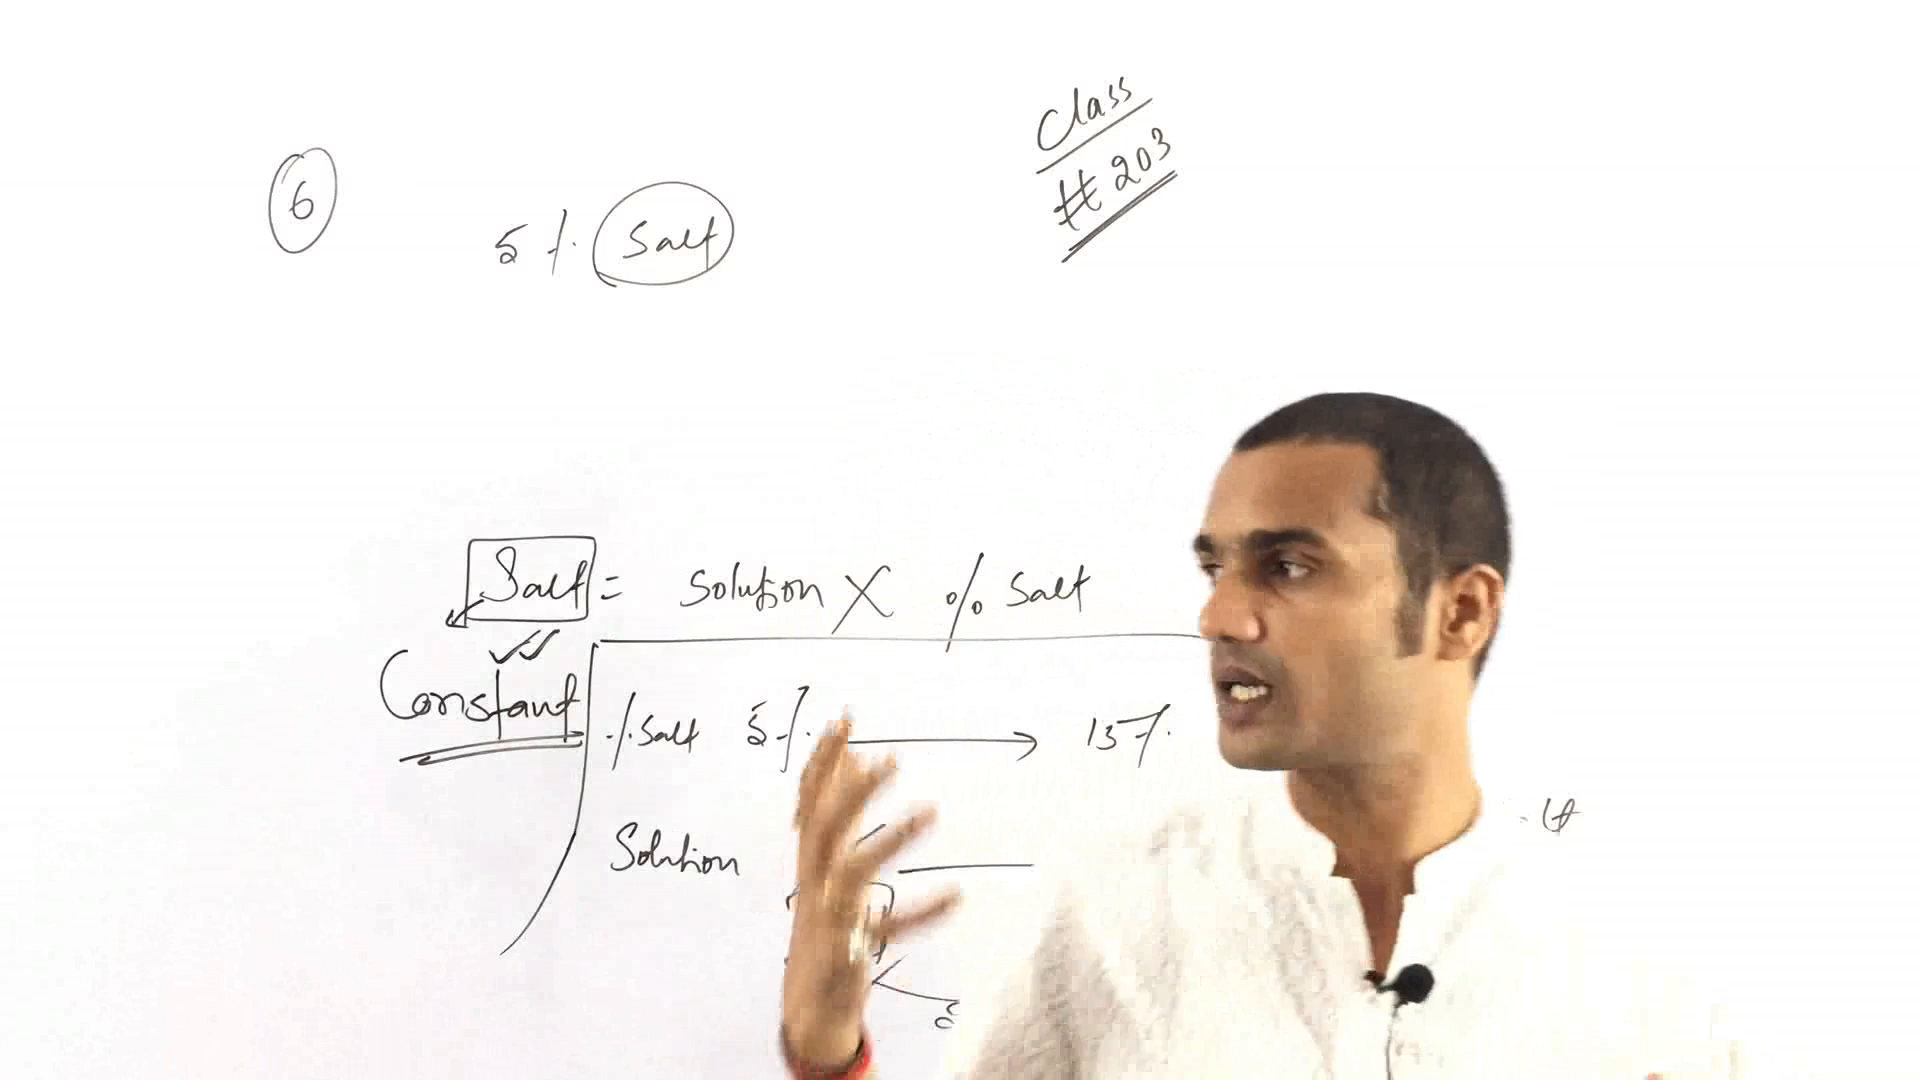 Class
# 203
6
5 % Salt
Salt = Solution X % Salt
Constant
% Salt 5% → 15%
Solution